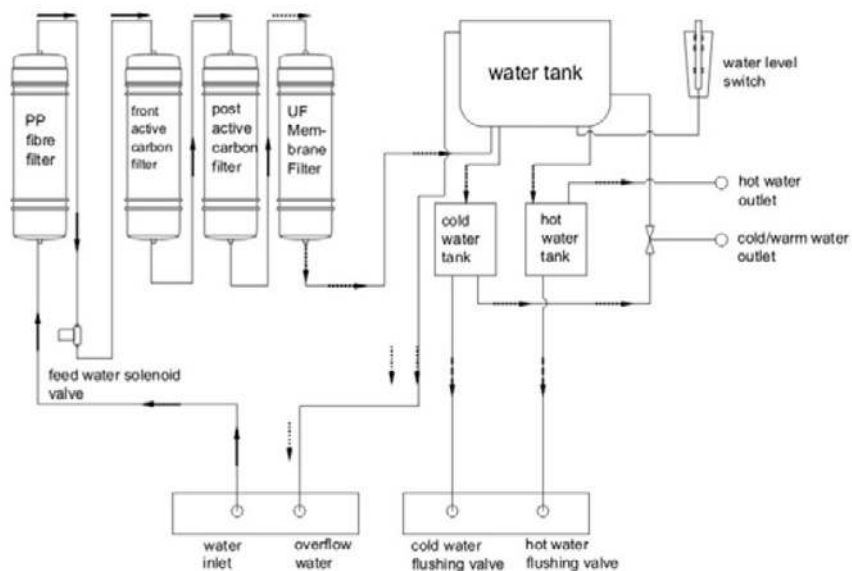 PP
fibre
filter
front
active
carbon
filter
post
active
carbon
filter
UF
Mem-
brane
Filter
water tank
water level
switch
cold
water
tank
hot
water
tank
hot water
outlet
cold/warm water
outlet
feed water solenoid
valve
water
inlet
overflow
water
cold water
flushing valve
hot water
flushing valve